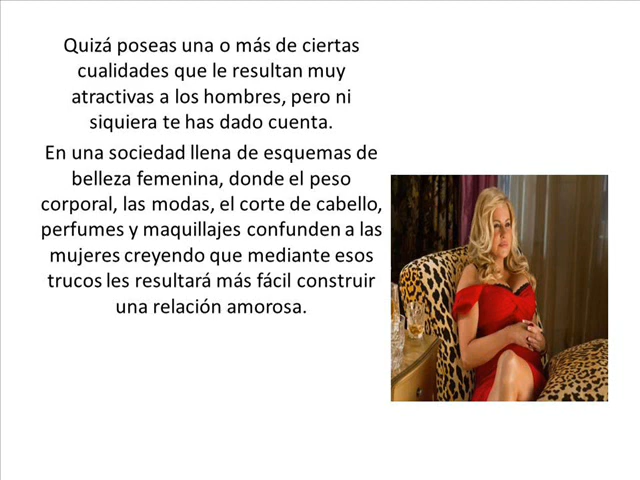 Quizá poseas una o más de ciertas
cualidades que le resultan muy
atractivas a los hombres, pero ni
siquiera te has dado cuenta.
En una sociedad llena de esquemas de
belleza femenina, donde el peso
corporal, las modas, el corte de cabello,
perfumes y maquillajes confunden a las
mujeres creyendo que mediante esos
trucos les resultará más fácil construir
una relación amorosa.